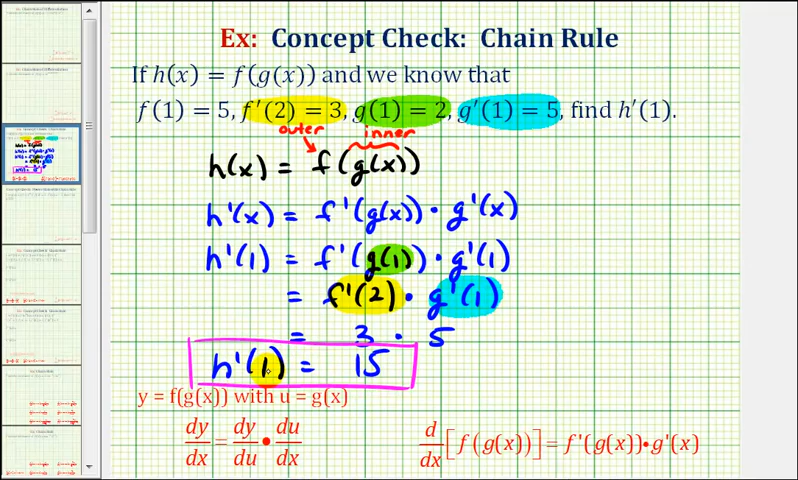 Ex: Concept Check: Chain Rule
If h(x) = f(g(x)) and we know that
f(1) = 5, f'(2) = 3, g(1) = 2, g'(1) = 5, find h'(1).
outer inner
h(x) = f(g(x))
h'(x) = f'(g(x)) • g'(x)
h'(1) = f'(g(1)) • g'(1)
= f'(2) • g'(1)
= 3 • 5
h'(1) = 15
y = f(g(x)) with u = g(x)
dy/dx = dy/du • du/dx
d/dx [f(g(x))] = f'(g(x))•g'(x)